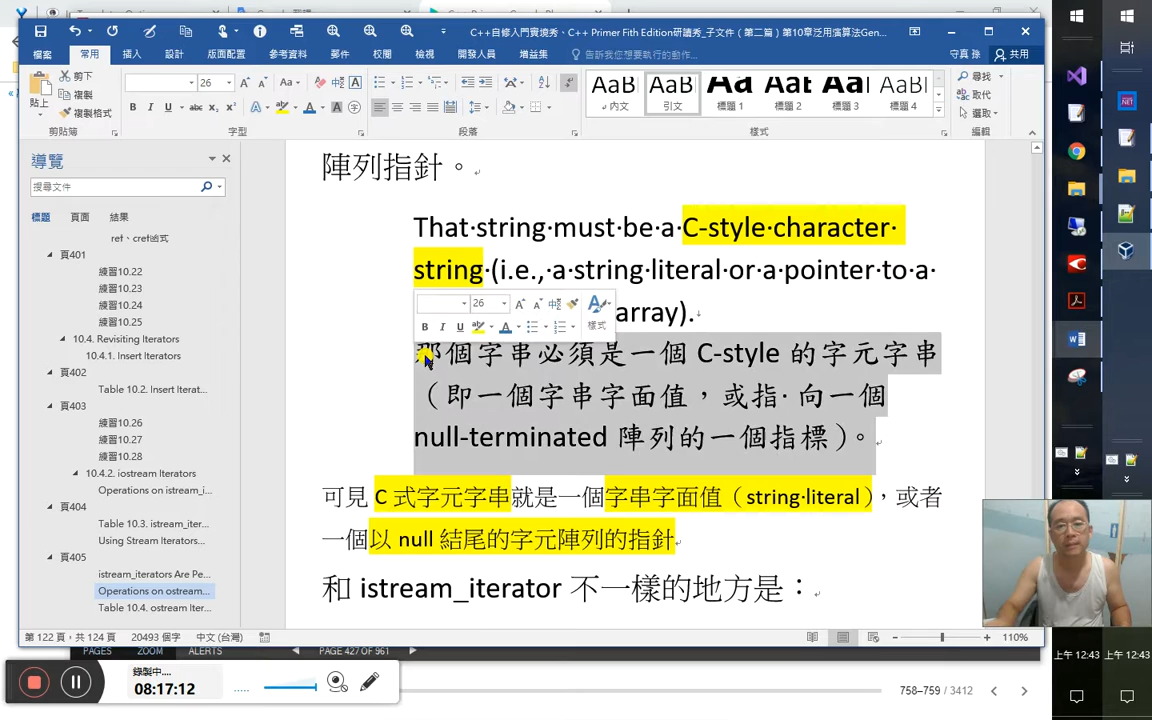 C++自修入門實境秀、C++ Primer Fith Edition研讀秀_子文件（第二篇）第10章泛用演算法Gen...
檔案 常用 插入 設計 版面配置 參考資料 郵件 校閱 檢視 開發人員 增益集 告訴我您想要執行的動作... 守真 孫 共用
貼上 剪下 複製 複製格式
26
AaB 內文
AaB 引文
AaB 標題 1
Aat 標題 2
AaI 標題 3
AaBl 標題 4
尋找 取代 選取
剪貼簿 字型 段落 樣式 編輯
導覽
搜尋文件
標題 頁面 結果
ref、cref函式
頁401
練習10.22
練習10.23
練習10.24
練習10.25
10.4. Revisiting Iterators
10.4.1. Insert Iterators
頁402
Table 10.2. Insert Iterat...
頁403
練習10.26
練習10.27
練習10.28
10.4.2. iostream Iterators
Operations on istream_i...
頁404
Table 10.3. istream_iter...
Using Stream Iterators...
頁405
istream_iterators Are Pe...
Operations on ostream...
Table 10.4. ostream Iter...
陣列指針。
That string must be a C-style character
string (i.e., a string literal or a pointer to a
array).
26
樣式
那個字串必須是一個 C-style 的字元字串
（即一個字串字面值，或指 向一個
null-terminated 陣列的一個指標）。
可見 C 式字元字串就是一個字串字面值（string literal），或者
一個以 null 結尾的字元陣列的指針
和 istream_iterator 不一樣的地方是：
第 122 頁，共 124 頁 20493 個字 中文 (台灣) 110%
PAGES ZOOM ALERTS PAGE 427 OF 961
錄製中...
08:17:12
758–759 / 3412
上午 12:43 上午 12:43